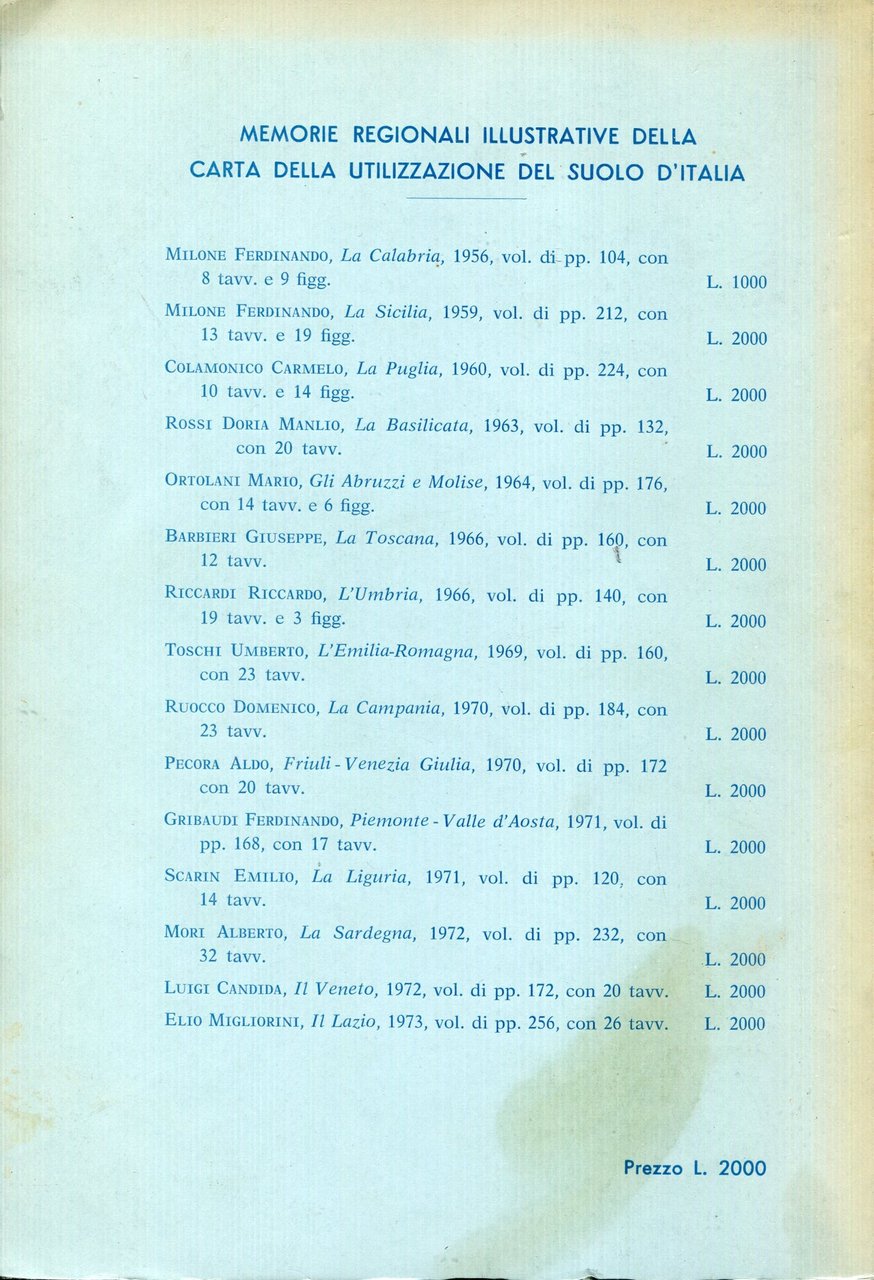 MEMORIE REGIONALI ILLUSTRATIVE DELLA
CARTA DELLA UTILIZZAZIONE DEL SUOLO D'ITALIA
MILONE FERDINANDO, La Calabria, 1956, vol. di pp. 104, con
8 tavv. e 9 figg. L. 1000
MILONE FERDINANDO, La Sicilia, 1959, vol. di pp. 212, con
13 tavv. e 19 figg. L. 2000
COLAMONICO CARMELO, La Puglia, 1960, vol. di pp. 224, con
10 tavv. e 14 figg. L. 2000
ROSSI DORIA MANLIO, La Basilicata, 1963, vol. di pp. 132,
con 20 tavv. L. 2000
ORTOLANI MARIO, Gli Abruzzi e Molise, 1964, vol. di pp. 176,
con 14 tavv. e 6 figg. L. 2000
BARBIERI GIUSEPPE, La Toscana, 1966, vol. di pp. 160, con
12 tavv. L. 2000
RICCARDI RICCARDO, L'Umbria, 1966, vol. di pp. 140, con
19 tavv. e 3 figg. L. 2000
TOSCHI UMBERTO, L'Emilia-Romagna, 1969, vol. di pp. 160,
con 23 tavv. L. 2000
RUOCCO DOMENICO, La Campania, 1970, vol. di pp. 184, con
23 tavv. L. 2000
PECORA ALDO, Friuli - Venezia Giulia, 1970, vol. di pp. 172
con 20 tavv. L. 2000
GRIBAUDI FERDINANDO, Piemonte - Valle d'Aosta, 1971, vol. di
pp. 168, con 17 tavv. L. 2000
SCARIN EMILIO, La Liguria, 1971, vol. di pp. 120, con
14 tavv. L. 2000
MORI ALBERTO, La Sardegna, 1972, vol. di pp. 232, con
32 tavv. L. 2000
LUIGI CANDIDA, Il Veneto, 1972, vol. di pp. 172, con 20 tavv. L. 2000
ELIO MIGLIORINI, Il Lazio, 1973, vol. di pp. 256, con 26 tavv. L. 2000
Prezzo L. 2000